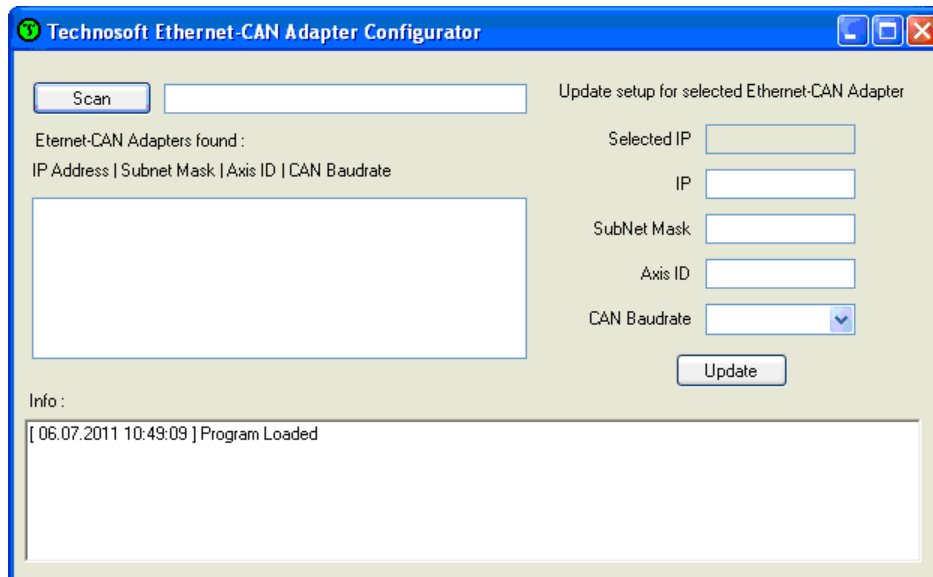 Technosoft Ethernet-CAN Adapter Configurator
Scan
Eternet-CAN Adapters found :
IP Address | Subnet Mask | Axis ID | CAN Baudrate
Update setup for selected Ethernet-CAN Adapter
Selected IP
IP
SubNet Mask
Axis ID
CAN Baudrate
Update
Info :
[ 06.07.2011 10:49:09 ] Program Loaded